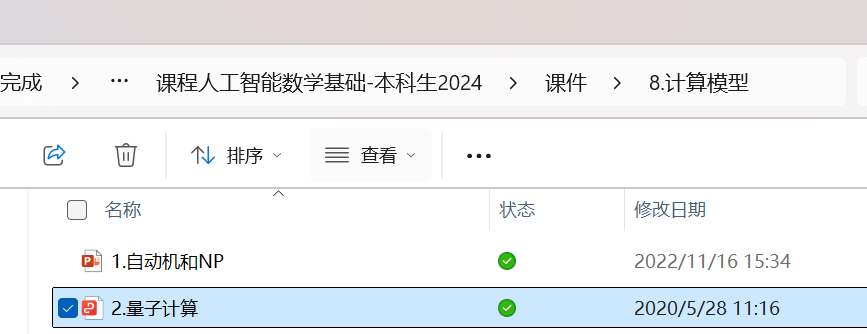 完成 > ··· 课程人工智能数学基础-本科生2024 > 课件 > 8.计算模型
排序 查看 ···
名称 状态 修改日期
1.自动机和NP 2022/11/16 15:34
2.量子计算 2020/5/28 11:16